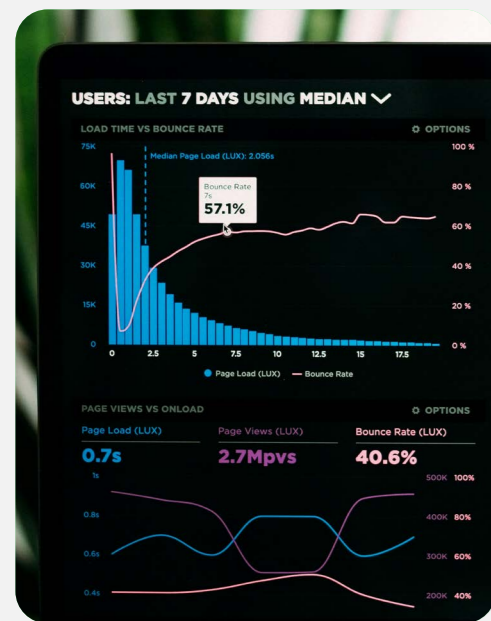 USERS: LAST 7 DAYS USING MEDIAN
LOAD TIME VS BOUNCE RATE
OPTIONS
75K
60K
45K
30K
15K
0
Median Page Load (LUX): 2.056s
Bounce Rate
7s
57.1%
100 %
80 %
60 %
40 %
20 %
0 %
0 2.5 5 7.5 10 12.5 15 17.5
Page Load (LUX) Bounce Rate
PAGE VIEWS VS ONLOAD
OPTIONS
Page Load (LUX) Page Views (LUX) Bounce Rate (LUX)
0.7s 2.7Mpvs 40.6%
1s 500K 100%
0.8s 400K 80%
0.6s 300K 60%
0.4s 200K 40%